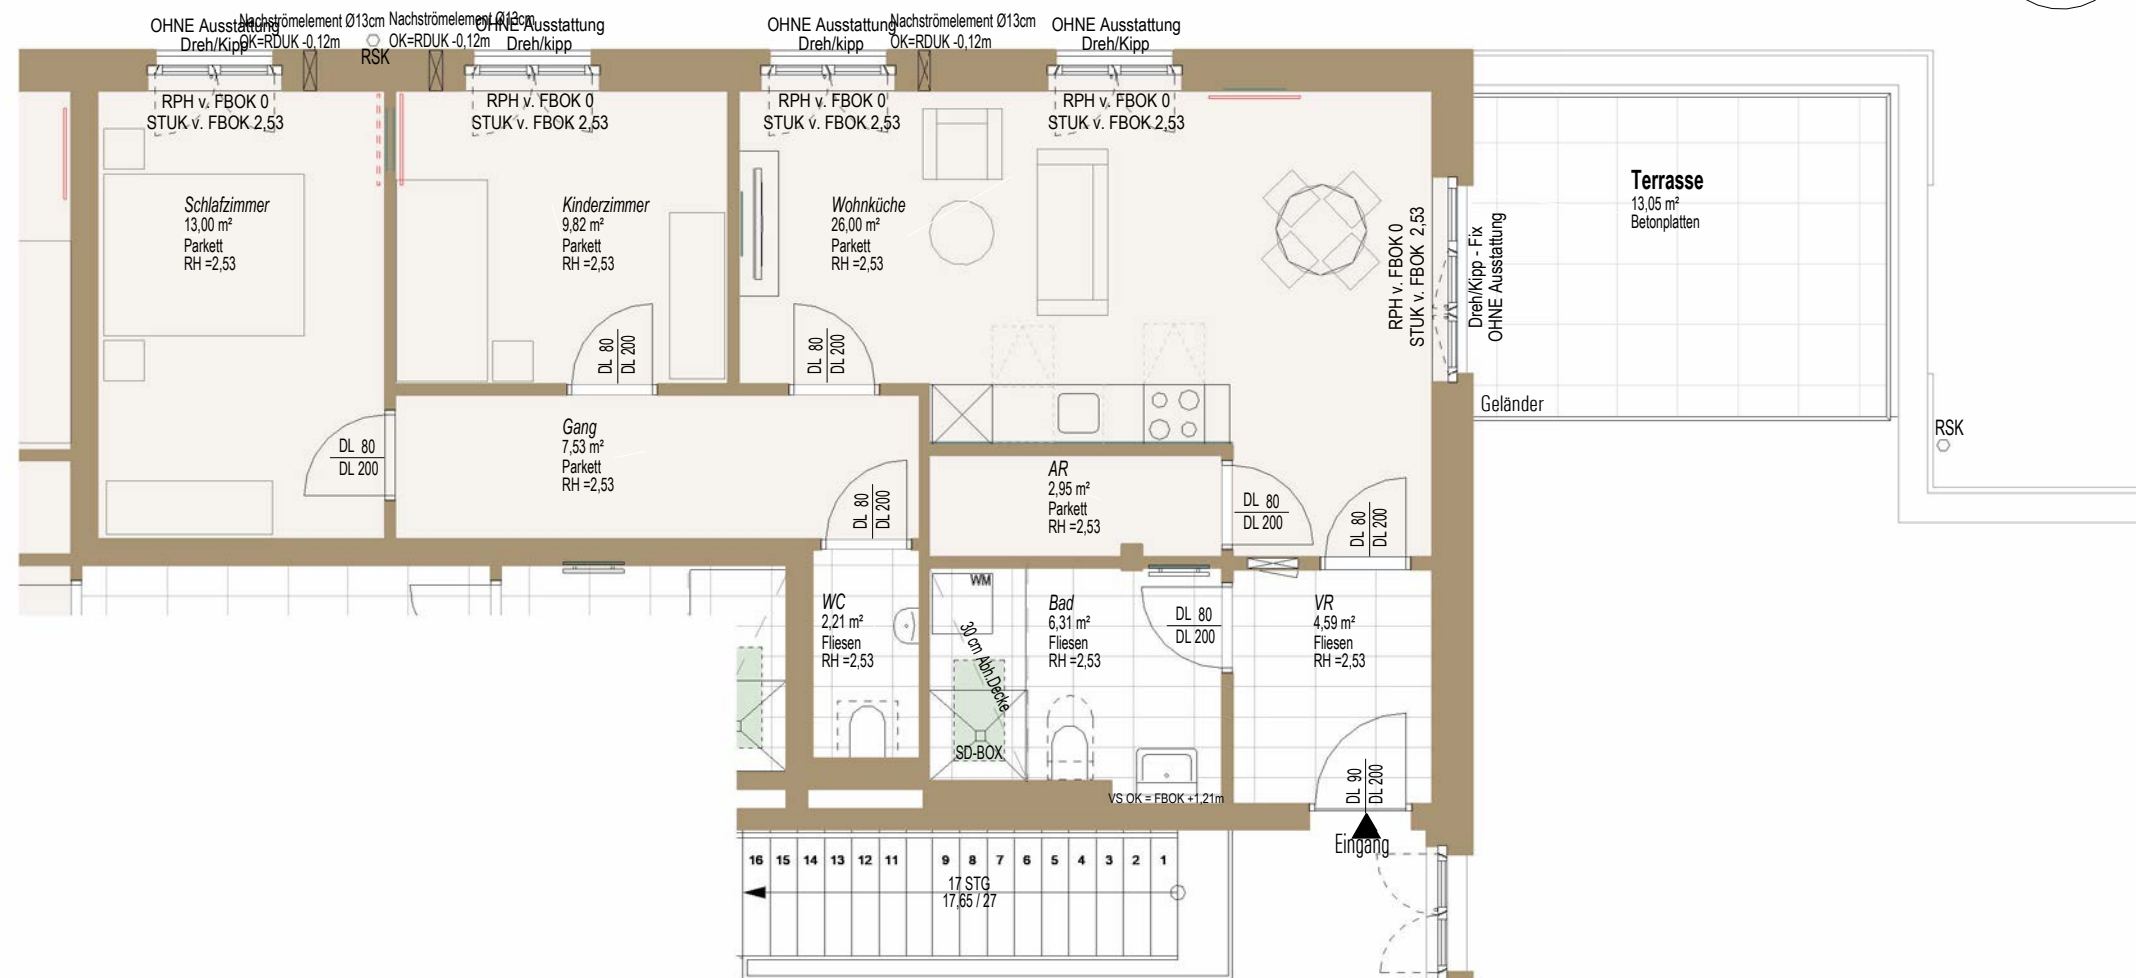 OHNE Ausstattung
Dreh/Kipp
Nachströmelement Ø13cm
OK=RDUK -0,12m
RSK
Nachströmelement Ø13cm
OK=RDUK -0,12m
OHNE Ausstattung
Dreh/kipp
OHNE Ausstattung
Dreh/kipp
Nachströmelement Ø13cm
OK=RDUK -0,12m
OHNE Ausstattung
Dreh/Kipp
RPH v. FBOK 0
STUK v. FBOK 2,53
RPH v. FBOK 0
STUK v. FBOK 2,53
RPH v. FBOK 0
STUK v. FBOK 2,53
RPH v. FBOK 0
STUK v. FBOK 2,53
Schlafzimmer
13,00 m²
Parkett
RH =2,53
Kinderzimmer
9,82 m²
Parkett
RH =2,53
Wohnküche
26,00 m²
Parkett
RH =2,53
RPH v. FBOK 0
STUK v. FBOK 2,53
Dreh/Kipp - Fix
OHNE Ausstattung
Terrasse
13,05 m²
Betonplatten
Geländer
RSK
DL 80
DL 200
DL 80
DL 200
DL 80
DL 200
Gang
7,53 m²
Parkett
RH =2,53
DL 80
DL 200
AR
2,95 m²
Parkett
RH =2,53
DL 80
DL 200
DL 80
DL 200
WC
2,21 m²
Fliesen
RH =2,53
WM
30 cm Abh.Decke
SD-BOX
Bad
6,31 m²
Fliesen
RH =2,53
DL 80
DL 200
VR
4,59 m²
Fliesen
RH =2,53
VS OK = FBOK +1,21m
DL 90
DL 200
Eingang
16 15 14 13 12 11 9 8 7 6 5 4 3 2 1
17 STG
17,65 / 27